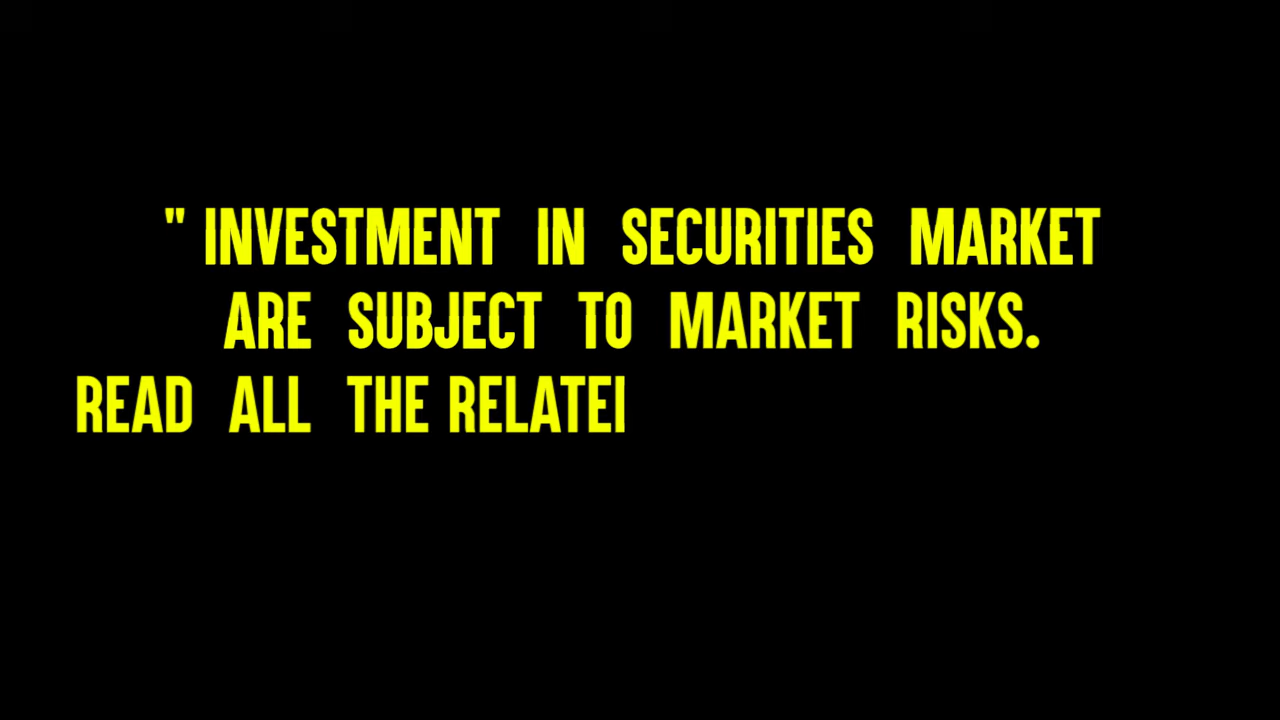 " INVESTMENT IN SECURITIES MARKET
ARE SUBJECT TO MARKET RISKS.
READ ALL THE